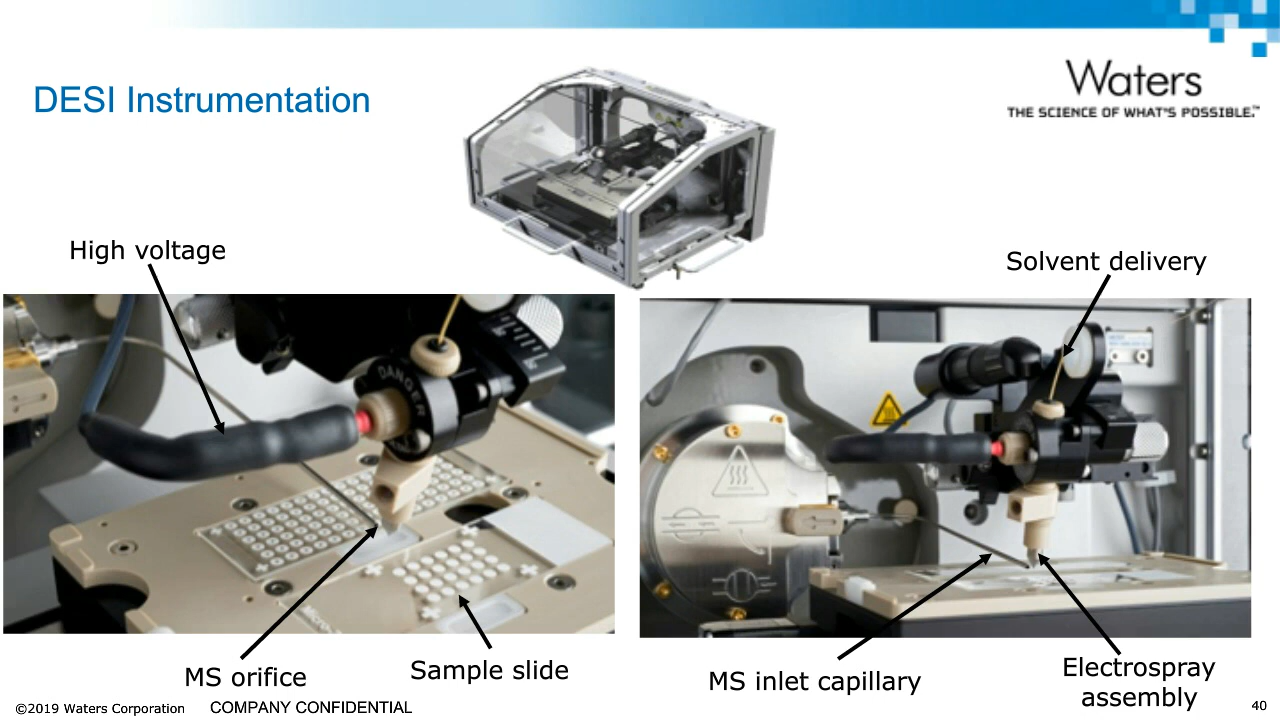 DESI Instrumentation
Waters
THE SCIENCE OF WHAT'S POSSIBLE.™
High voltage
Solvent delivery
DANGER
MS orifice
Sample slide
MS inlet capillary
Electrospray
assembly
©2019 Waters Corporation
COMPANY CONFIDENTIAL
40